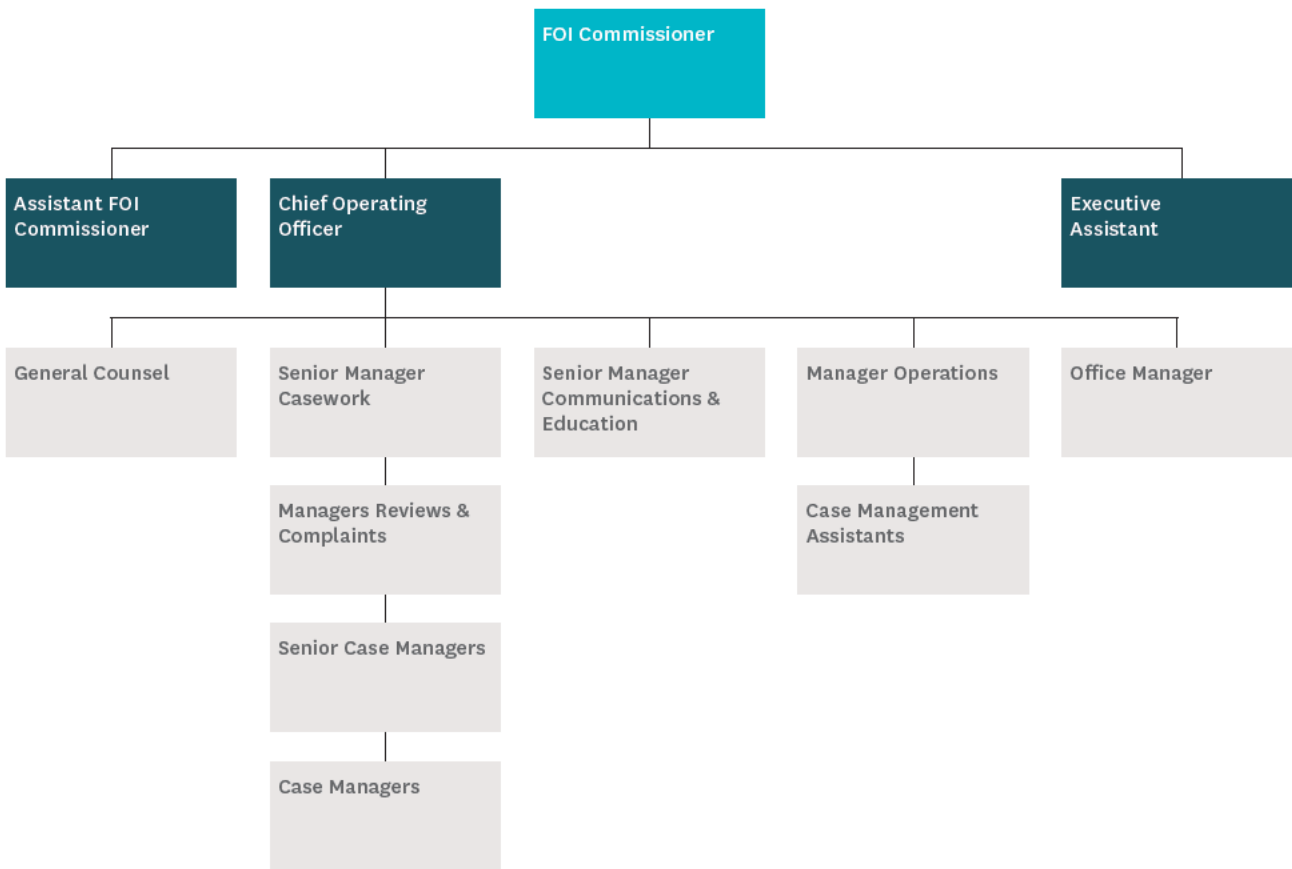 FOI Commissioner
Assistant FOI
Commissioner
Chief Operating
Officer
Executive
Assistant
General Counsel
Senior Manager
Casework
Senior Manager
Communications &
Education
Manager Operations
Office Manager
Managers Reviews &
Complaints
Case Management
Assistants
Senior Case Managers
Case Managers